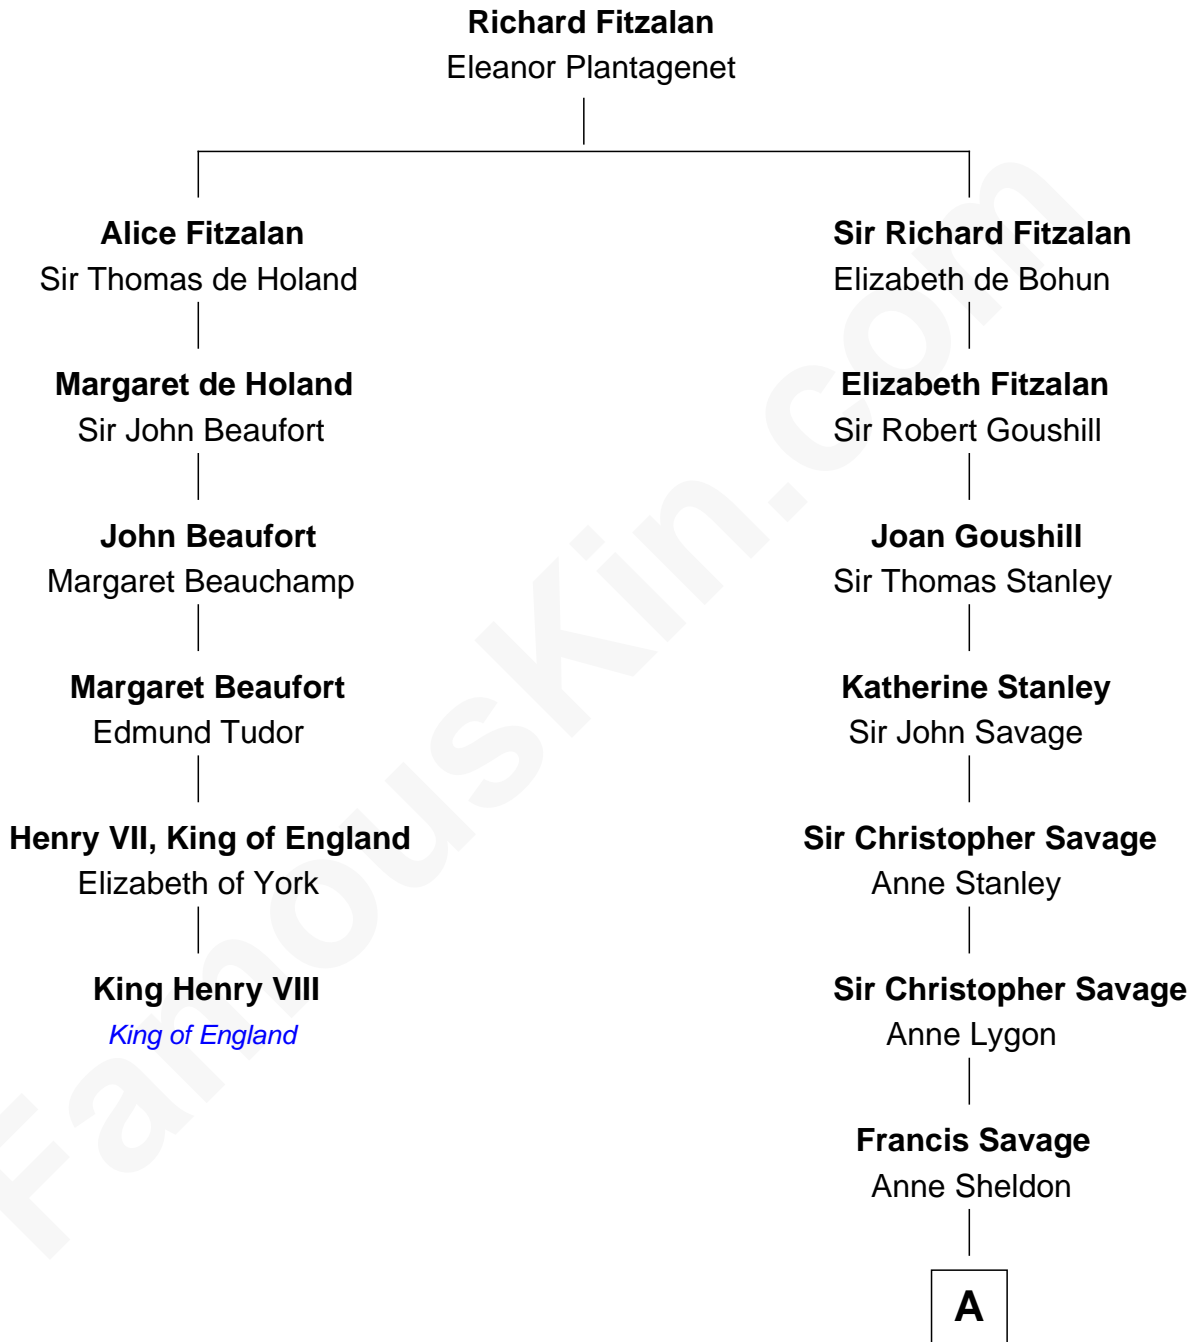 Richard Fitzalan
Eleanor Plantagenet
Alice Fitzalan
Sir Thomas de Holand
Margaret de Holand
Sir John Beaufort
John Beaufort
Margaret Beauchamp
Margaret Beaufort
Edmund Tudor
Henry VII, King of England
Elizabeth of York
King Henry VIII
King of England
Sir Richard Fitzalan
Elizabeth de Bohun
Elizabeth Fitzalan
Sir Robert Goushill
Joan Goushill
Sir Thomas Stanley
Katherine Stanley
Sir John Savage
Sir Christopher Savage
Anne Stanley
Sir Christopher Savage
Anne Lygon
Francis Savage
Anne Sheldon
A
FamousKin.com